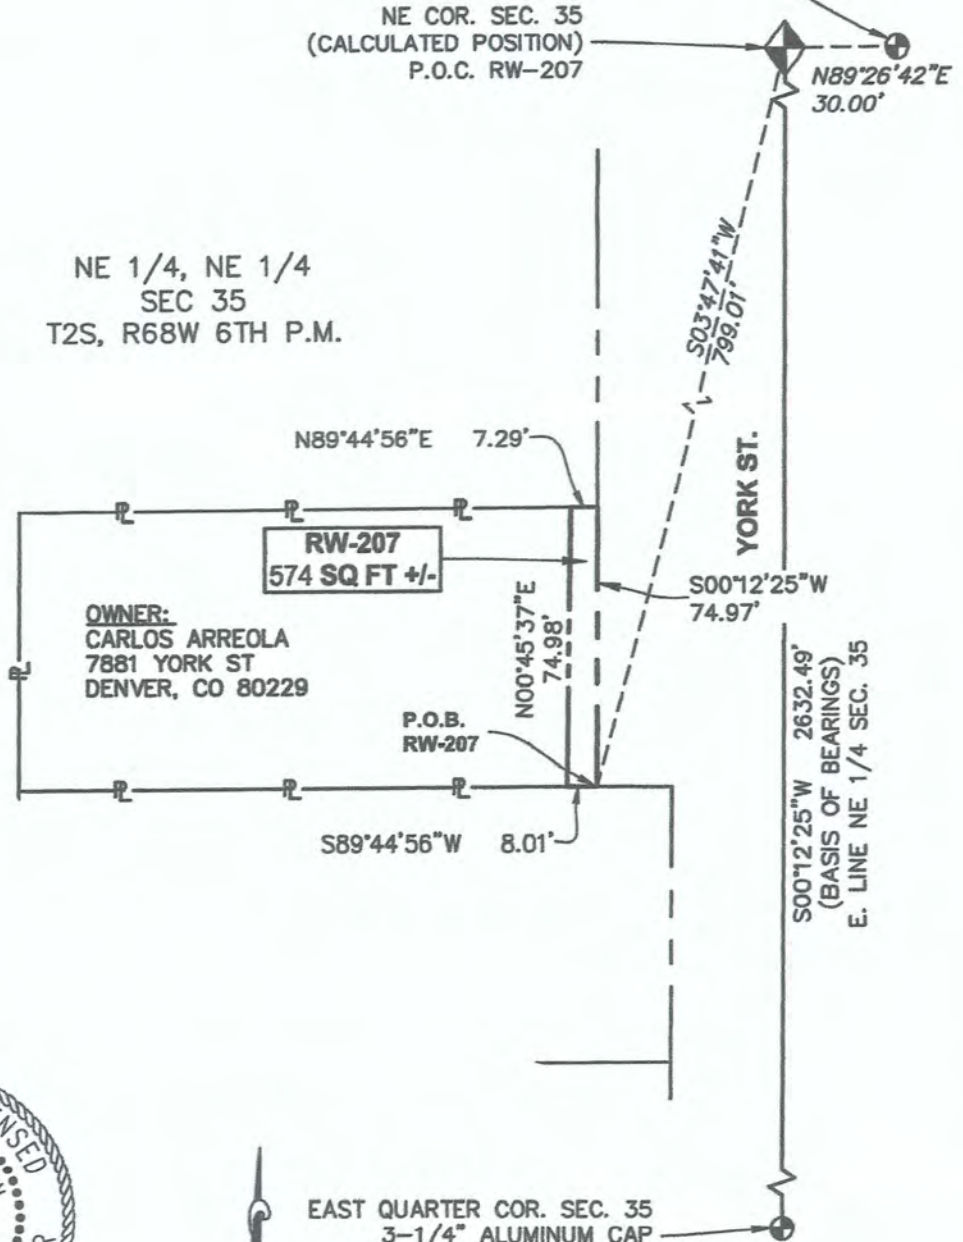 NE COR. SEC. 35
(CALCULATED POSITION)
P.O.C. RW-207
N89°26'42"E
30.00'
NE 1/4, NE 1/4
SEC 35
T2S, R68W 6TH P.M.
S03°47'41"W
799.01'
N89°44'56"E 7.29'
YORK ST.
RW-207
574 SQ FT +/-
S00°12'25"W
74.97'
N00°45'37"E
74.98'
OWNER:
CARLOS ARREOLA
7881 YORK ST
DENVER, CO 80229
P.O.B.
RW-207
S89°44'56"W 8.01'
S00°12'25"W 2632.49'
(BASIS OF BEARINGS)
E. LINE NE 1/4 SEC. 35
EAST QUARTER COR. SEC. 35
3-1/4" ALUMINUM CAP